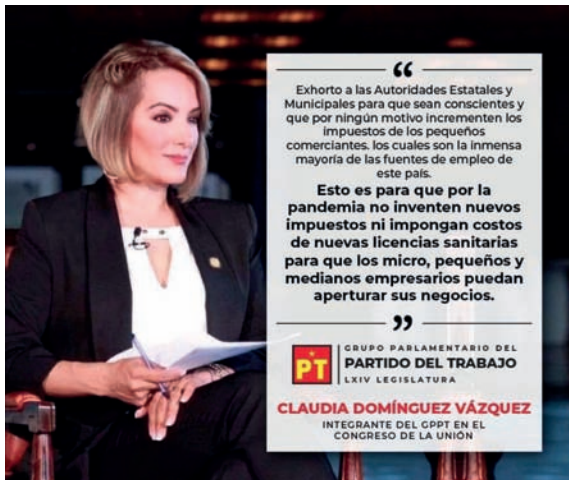 “
Exhorto a las Autoridades Estatales y
Municipales para que sean conscientes y
que por ningún motivo incrementen los
impuestos de los pequeños
comerciantes. los cuales son la inmensa
mayoría de las fuentes de empleo de
este país.
Esto es para que por la
pandemia no inventen nuevos
impuestos ni impongan costos
de nuevas licencias sanitarias
para que los micro, pequeños y
medianos empresarios puedan
aperturar sus negocios.
”
PT
GRUPO PARLAMENTARIO DEL
PARTIDO DEL TRABAJO
LXIV LEGISLATURA
CLAUDIA DOMÍNGUEZ VÁZQUEZ
INTEGRANTE DEL GPPT EN EL
CONGRESO DE LA UNIÓN